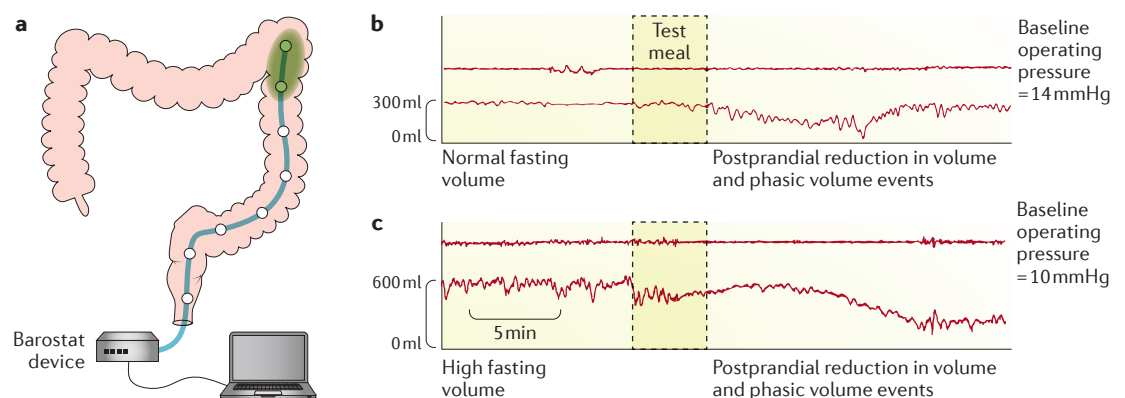 a
Barostat
device
b
Test
meal
300 ml
0 ml
Baseline
operating
pressure
= 14 mmHg
Normal fasting
volume
Postprandial reduction in volume
and phasic volume events
c
600 ml
5 min
0 ml
Baseline
operating
pressure
= 10 mmHg
High fasting
volume
Postprandial reduction in volume
and phasic volume events